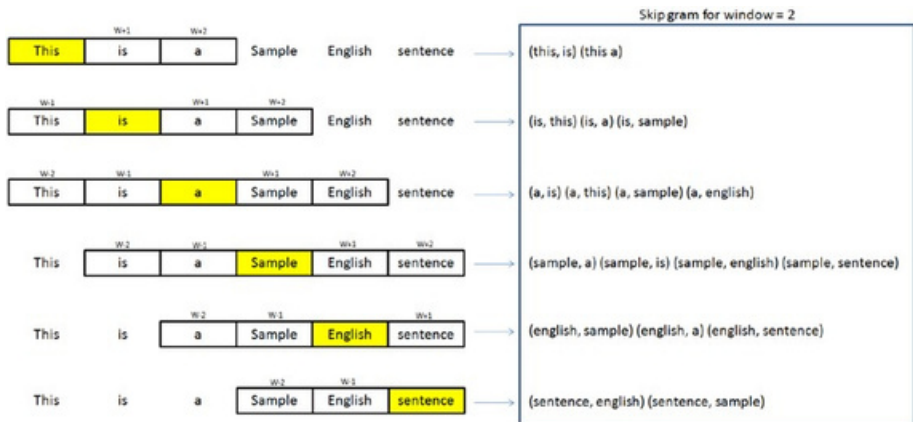 Skip gram for window = 2
W+1 W+2
This is a Sample English sentence (this, is) (this a)
W-1 W+1 W+2
This is a Sample English sentence (is, this) (is, a) (is, sample)
W-2 W-1 W+1 W+2
This is a Sample English sentence (a, is) (a, this) (a, sample) (a, english)
W-2 W-1 W+1 W+2
This is a Sample English sentence (sample, a) (sample, is) (sample, english) (sample, sentence)
W-2 W-1 W+1
This is a Sample English sentence (english, sample) (english, a) (english, sentence)
W-2 W-1
This is a Sample English sentence (sentence, english) (sentence, sample)